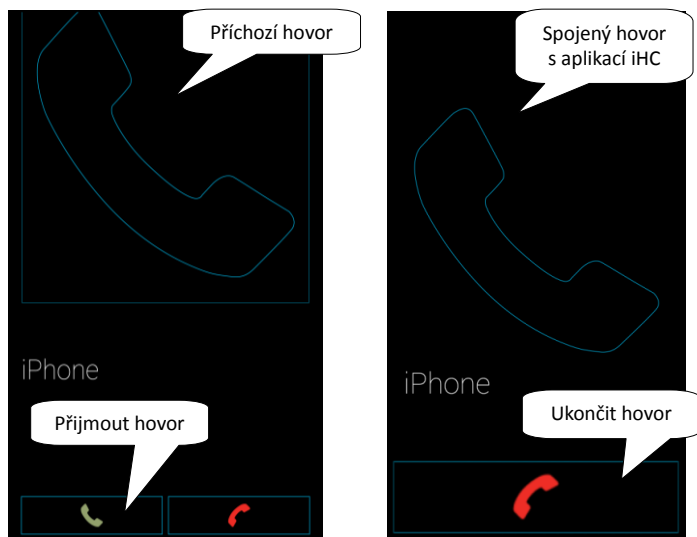 Příchozí hovor
iPhone
Přijmout hovor
Spojený hovor
s aplikací iHC
iPhone
Ukončit hovor